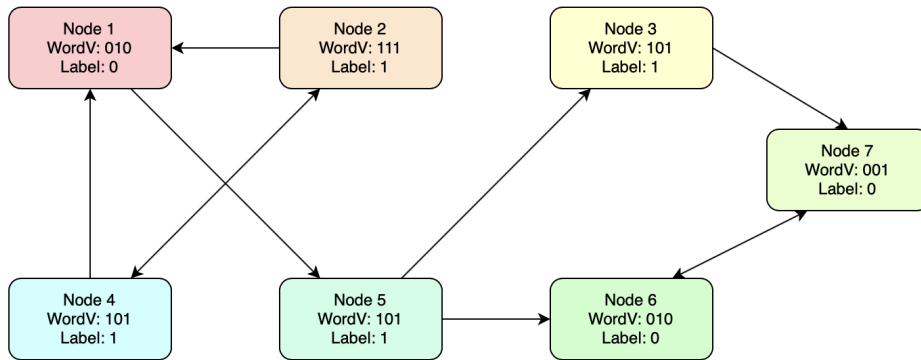 Node 1
WordV: 010
Label: 0
Node 2
WordV: 111
Label: 1
Node 3
WordV: 101
Label: 1
Node 7
WordV: 001
Label: 0
Node 4
WordV: 101
Label: 1
Node 5
WordV: 101
Label: 1
Node 6
WordV: 010
Label: 0